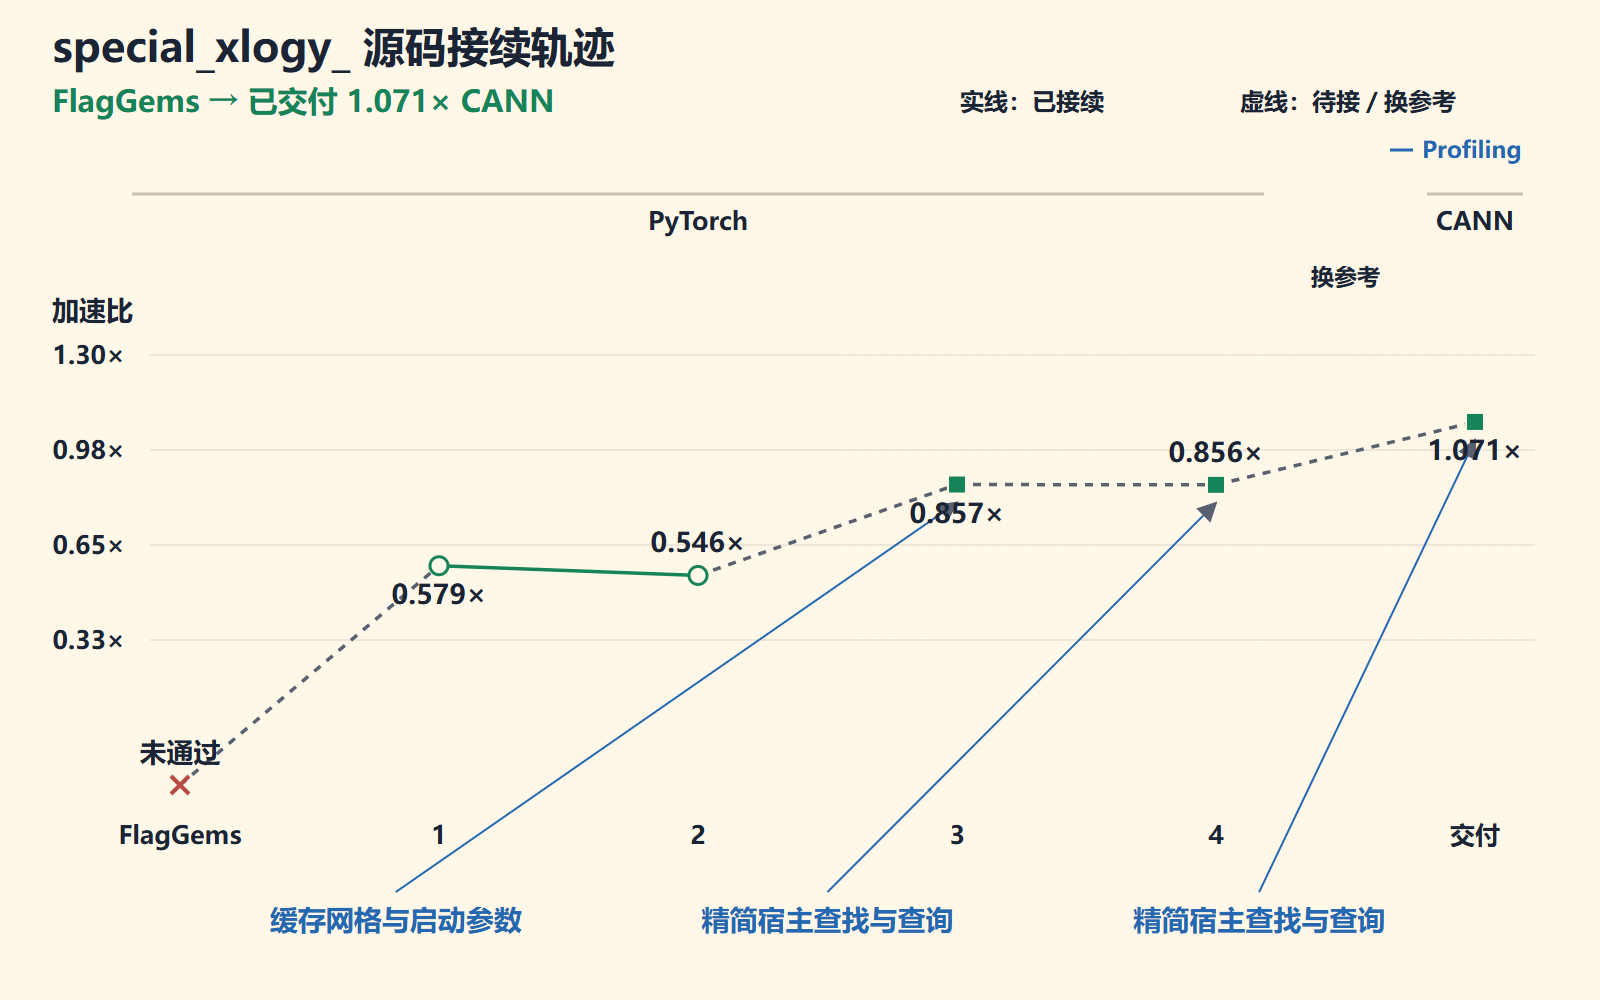 special_xlogy_ 源码接续轨迹
FlagGems → 已交付 1.071× CANN
实线：已接续
虚线：待接 / 换参考
Profiling
PyTorch
CANN
换参考
加速比
1.30×
0.98×
0.65×
0.33×
0.856×
1.071×
0.857×
0.546×
0.579×
未通过
FlagGems
1
2
3
4
交付
缓存网格与启动参数
精简宿主查找与查询
精简宿主查找与查询